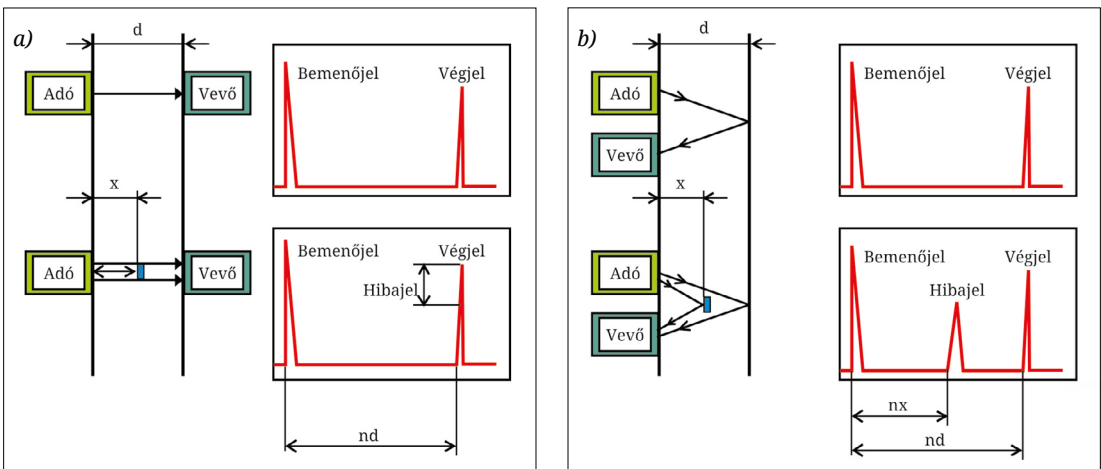 a)
d
Adó
Vevő
Bemenőjel
Végjel
x
Adó
Vevő
Bemenőjel
Végjel
Hibajel
nd
b)
d
Adó
Vevő
Bemenőjel
Végjel
x
Adó
Vevő
Bemenőjel
Végjel
Hibajel
nx
nd